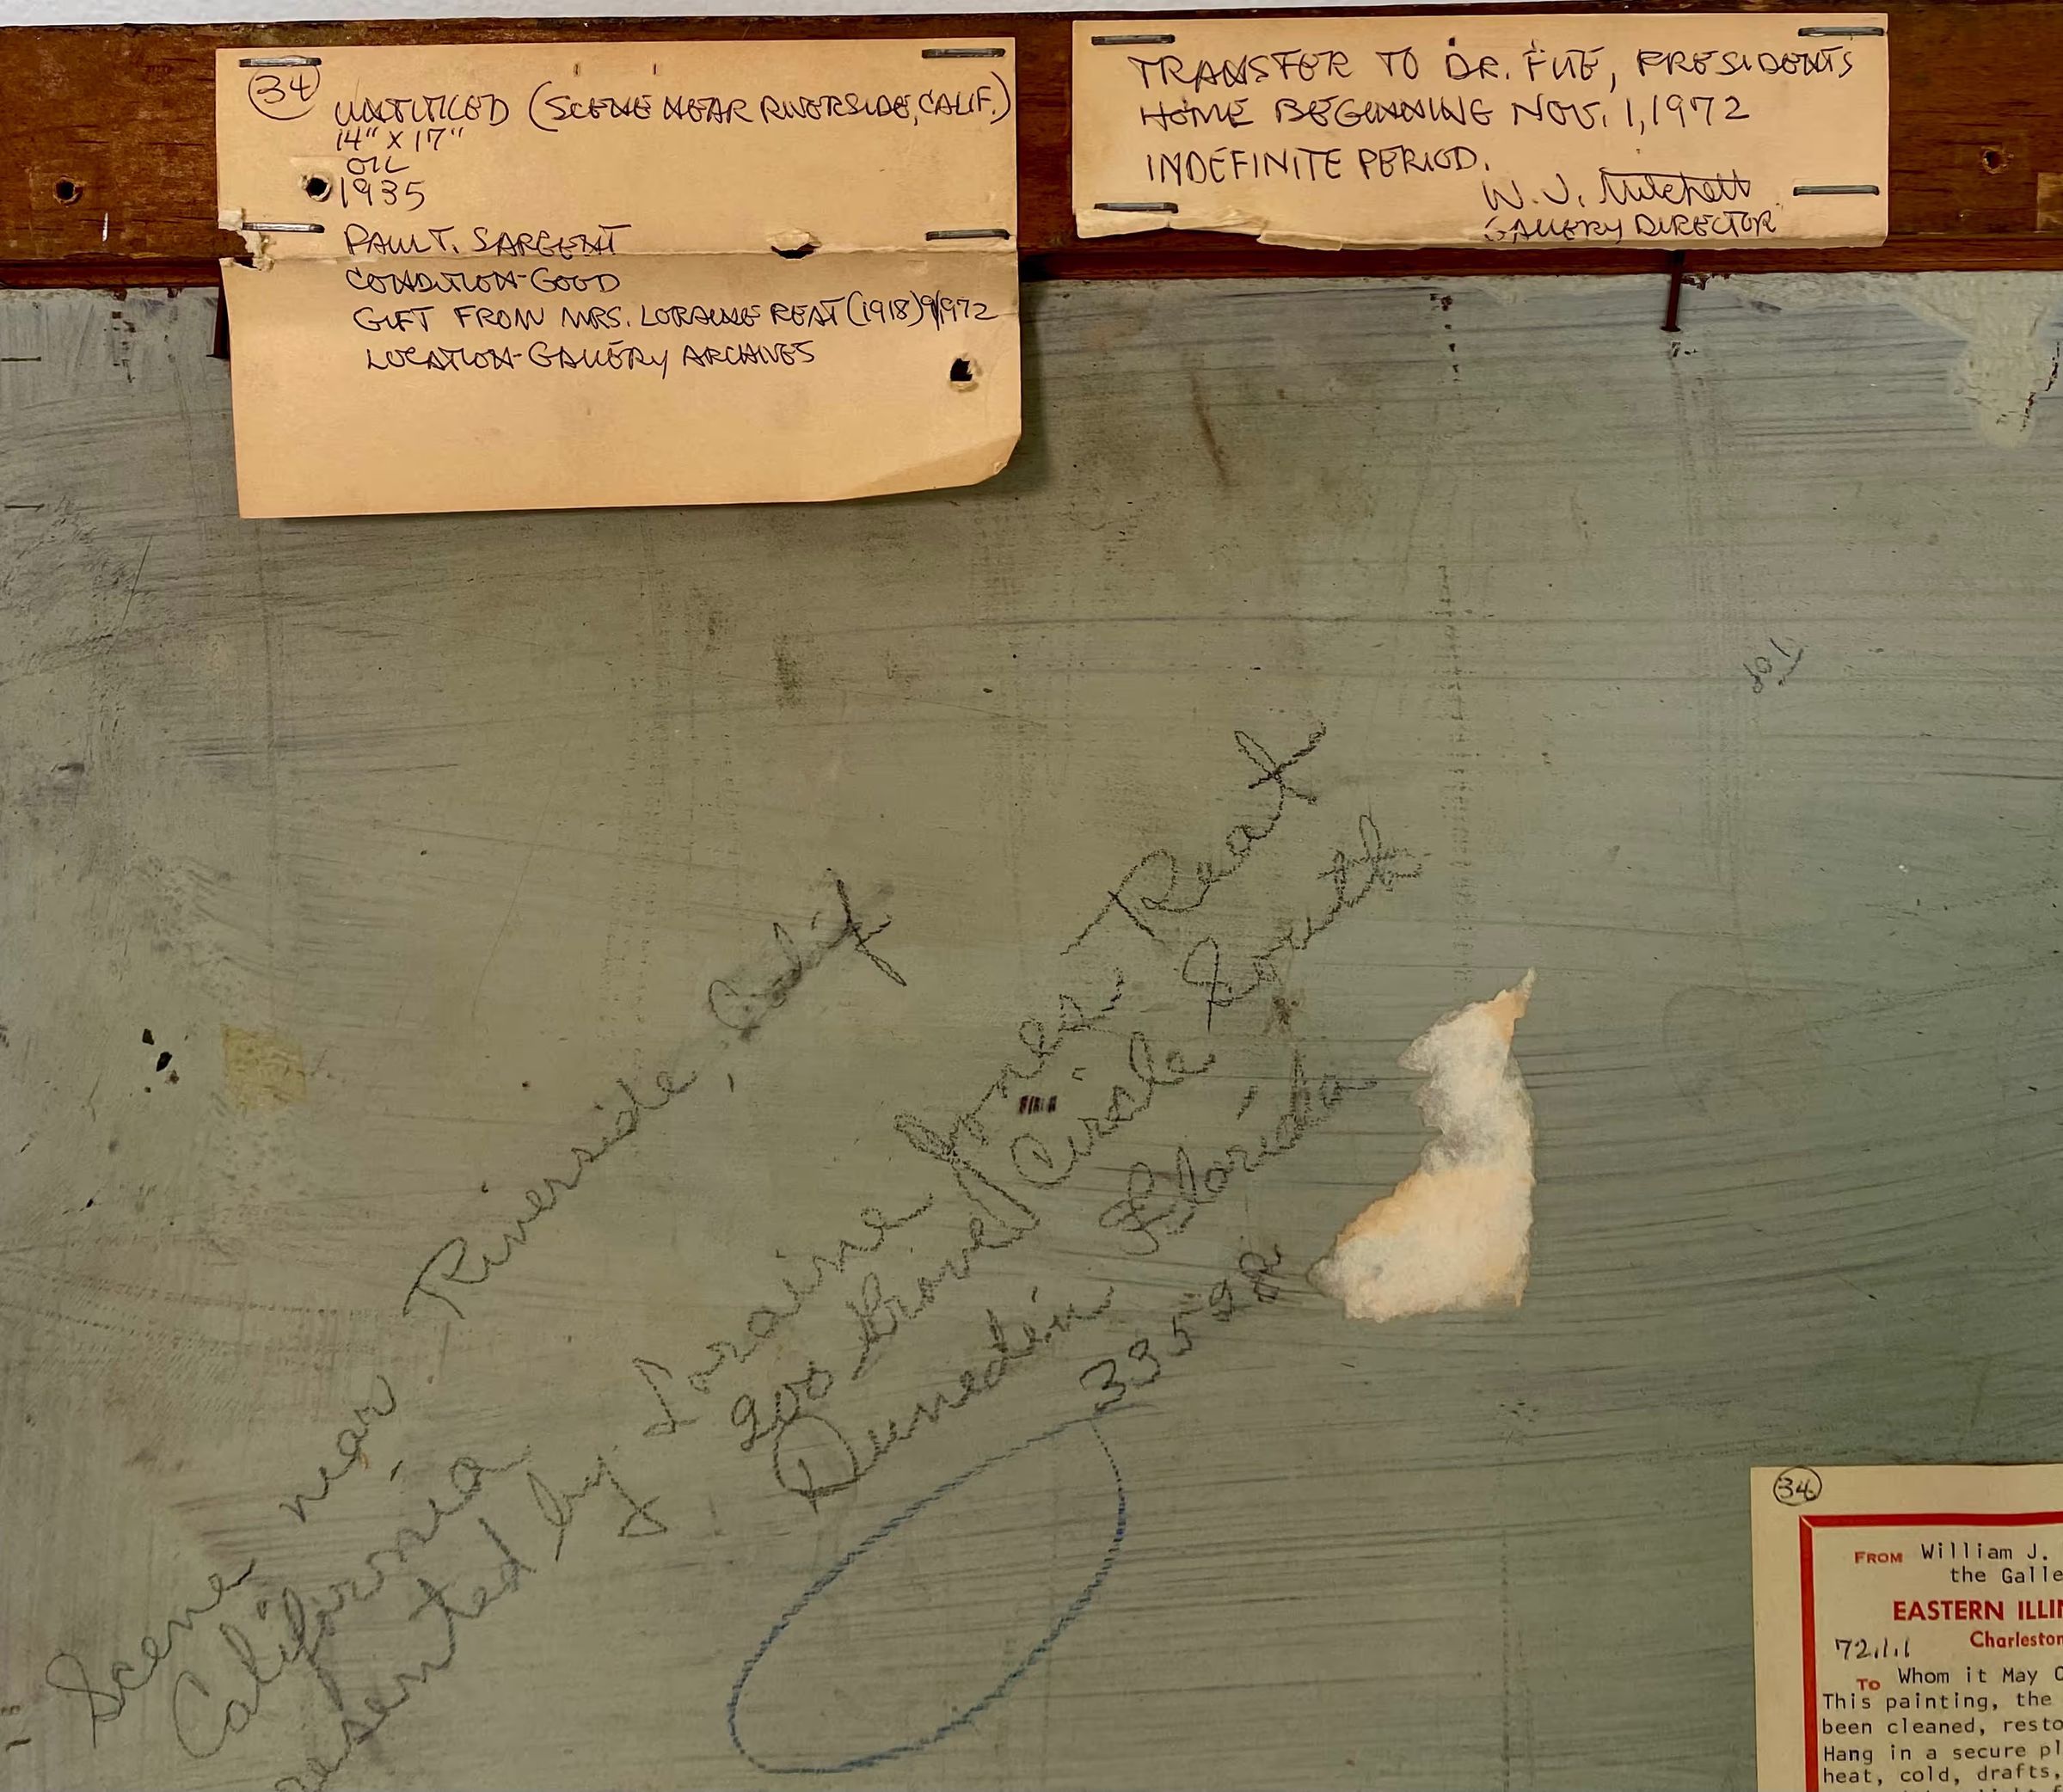 34
UNTITLED (SCENE NEAR RIVERSIDE, CALIF.)
14" X 17"
OIL
1935
PAUL T. SARGENT
CONDITION-GOOD
GIFT FROM MRS. LORAINE REAT (1918) 9/1972
LOCATION-GALLERY ARCHIVES
TRANSFER TO DR. FITE, PRESIDENTS
HOME BEGINNING NOV. 1, 1972
INDEFINITE PERIOD.
W. J. Mitchell
GALLERY DIRECTOR
Scene near Riverside, Calif
California
resented by Loraine Jones Reat
200 Grove Circle South
Dunedin Florida
33528
34
FROM William J.
the Galle
EASTERN ILLIN
Charleston
72.1.1
To Whom it May
This painting, the
been cleaned, resto
Hang in a secure pl
heat, cold, drafts,